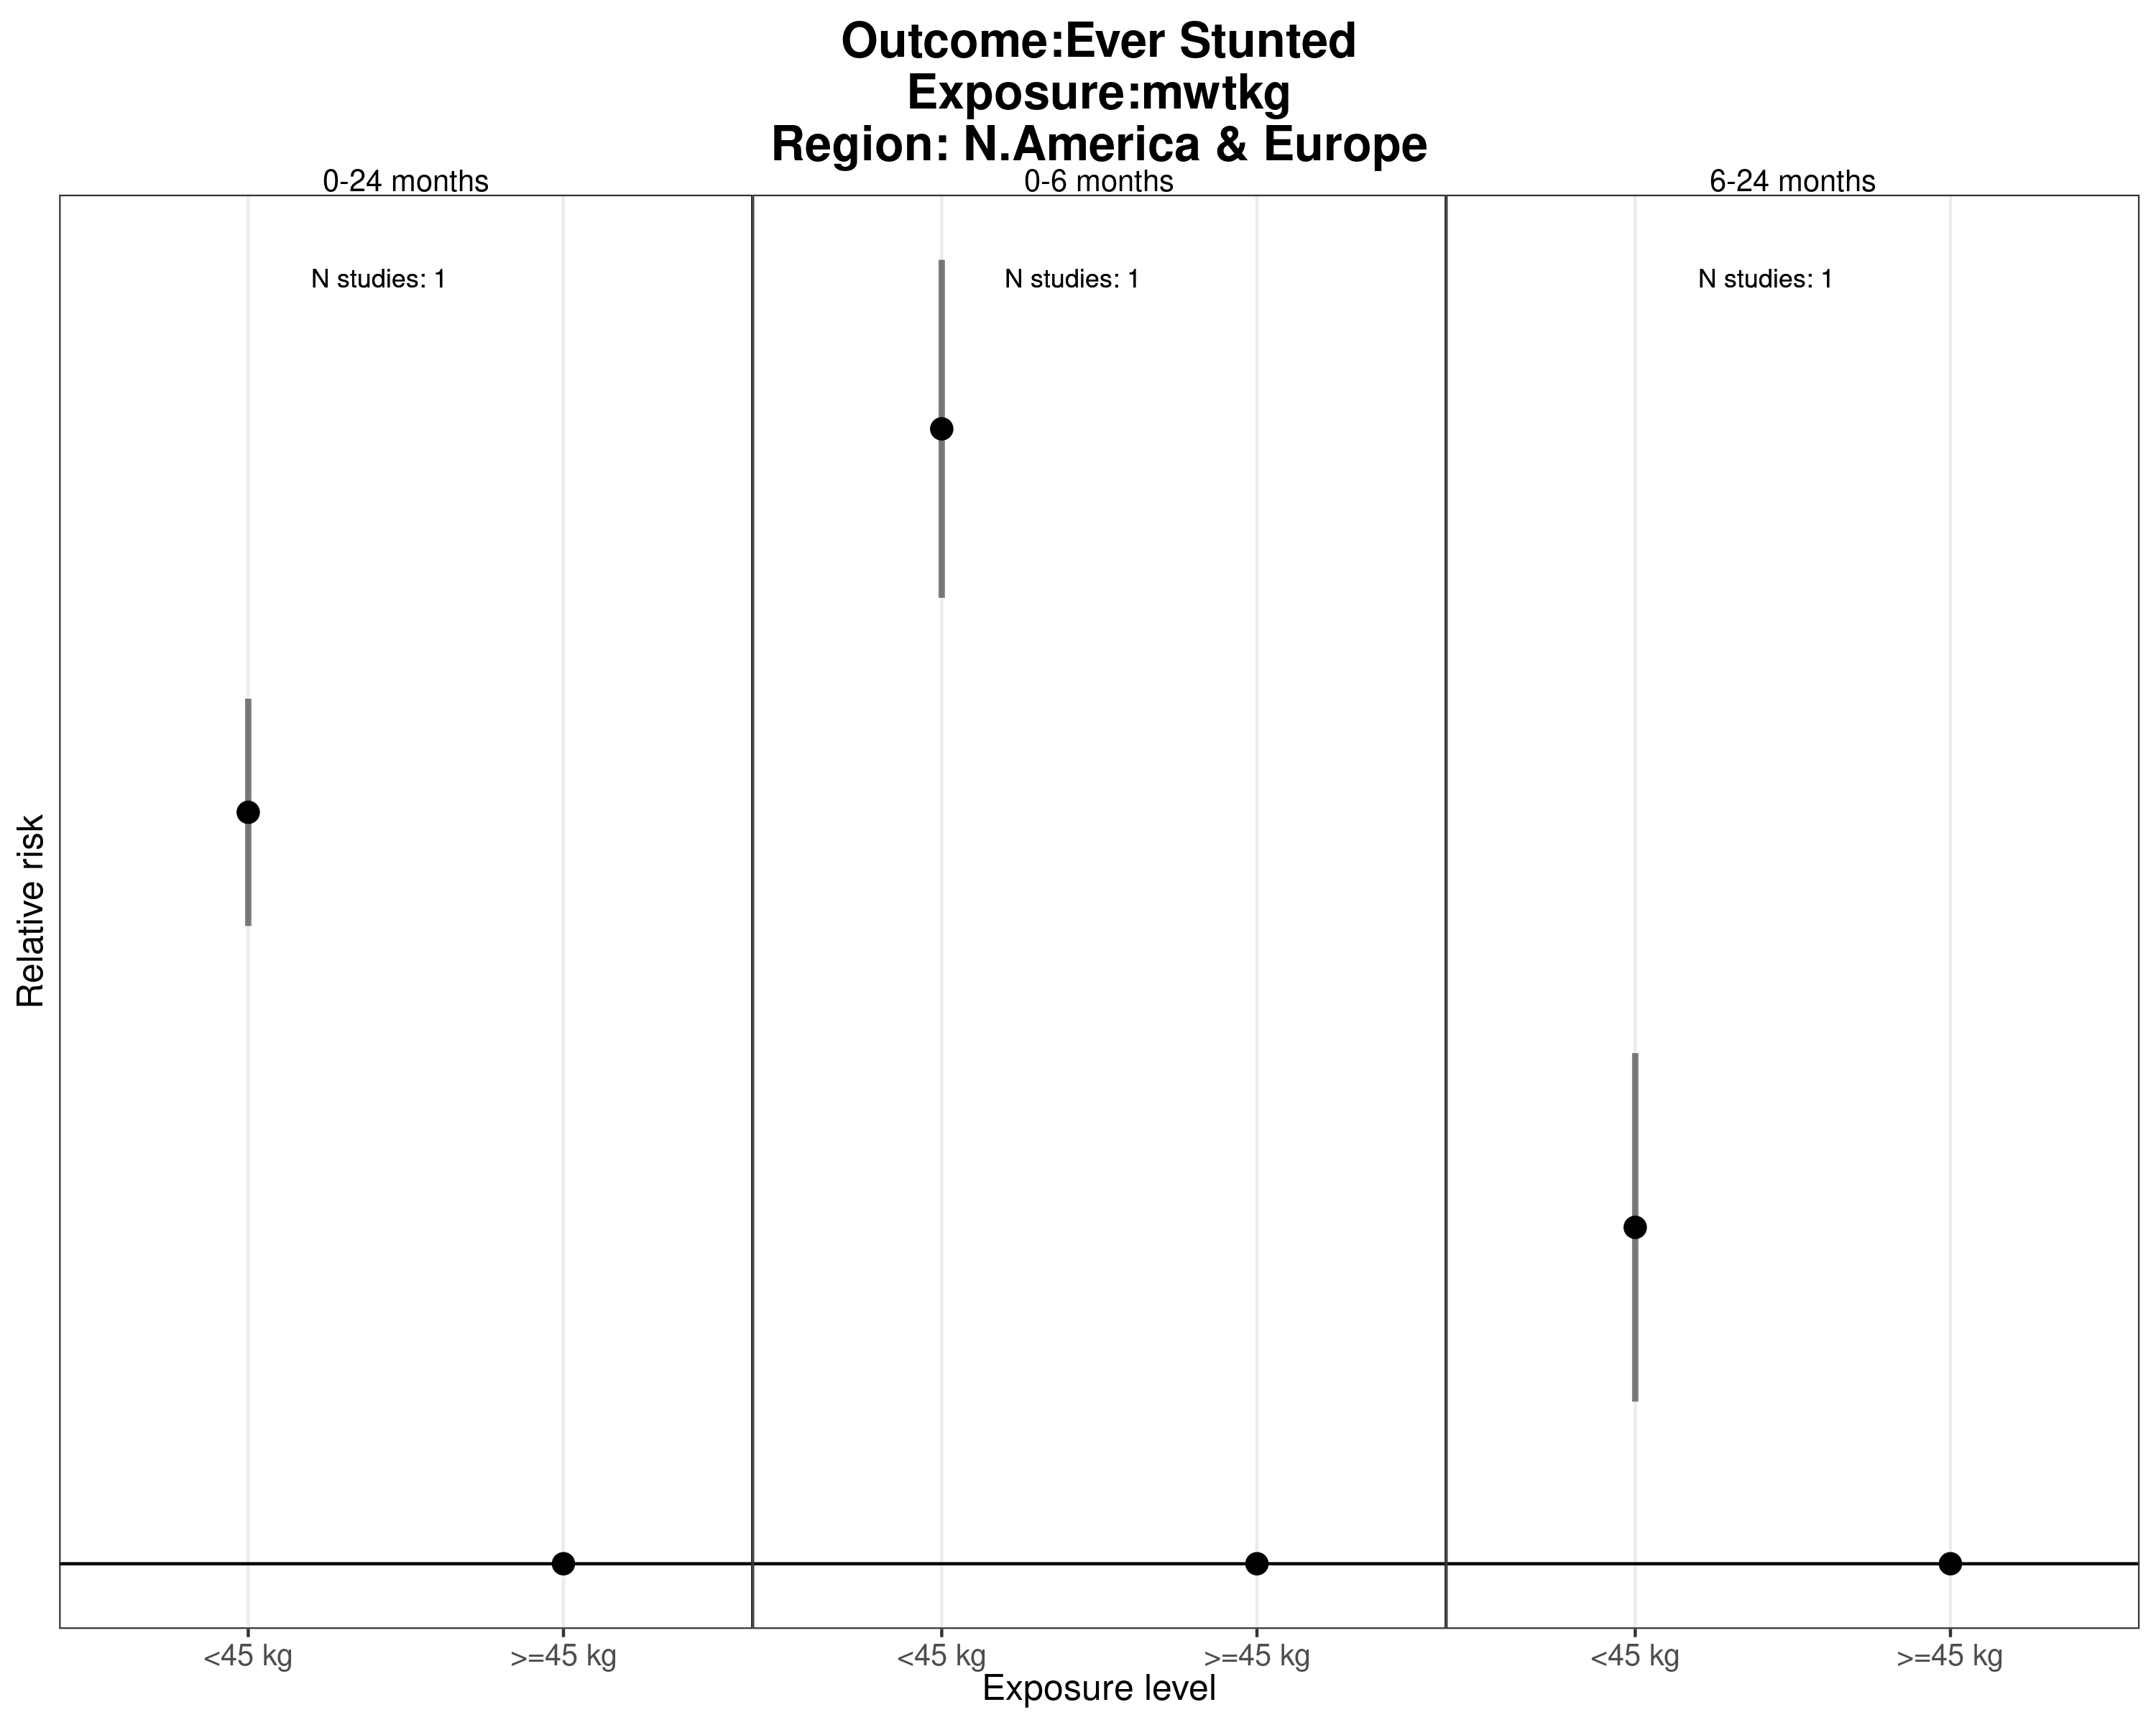 Outcome:Ever Stunted
Exposure:mwtkg
Region: N.America & Europe
0-24 months
0-6 months
6-24 months
N studies: 1
N studies: 1
N studies: 1
Relative risk
<45 kg
>=45 kg
<45 kg
>=45 kg
<45 kg
>=45 kg
Exposure level